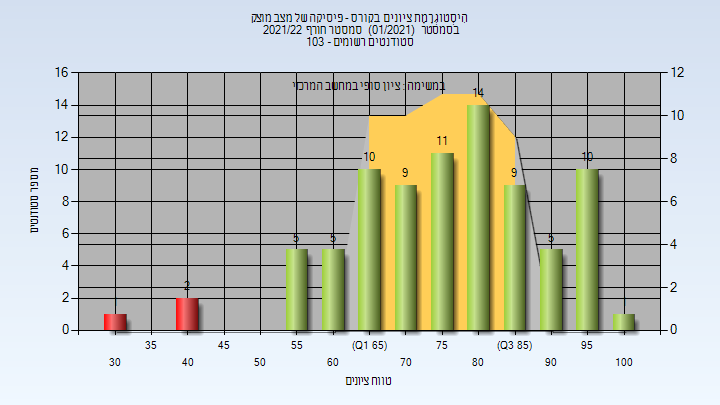 היסטוגרמת ציונים בקורס - פיסיקה של מצב מוצק
בסמסטר (01/2021) סמסטר חורף 2021/22
סטודנטים רשומים - 103
במשימה : ציון סופי במחשב המרכזי
מספר סטודנטים
16 14 12 10 8 6 4 2 0
12 10 8 6 4 2 0
2 5 5 10 9 11 14 9 5 10
35 45 55 (Q1 65) 75 (Q3 85) 95
30 40 50 60 70 80 90 100
טווח ציונים